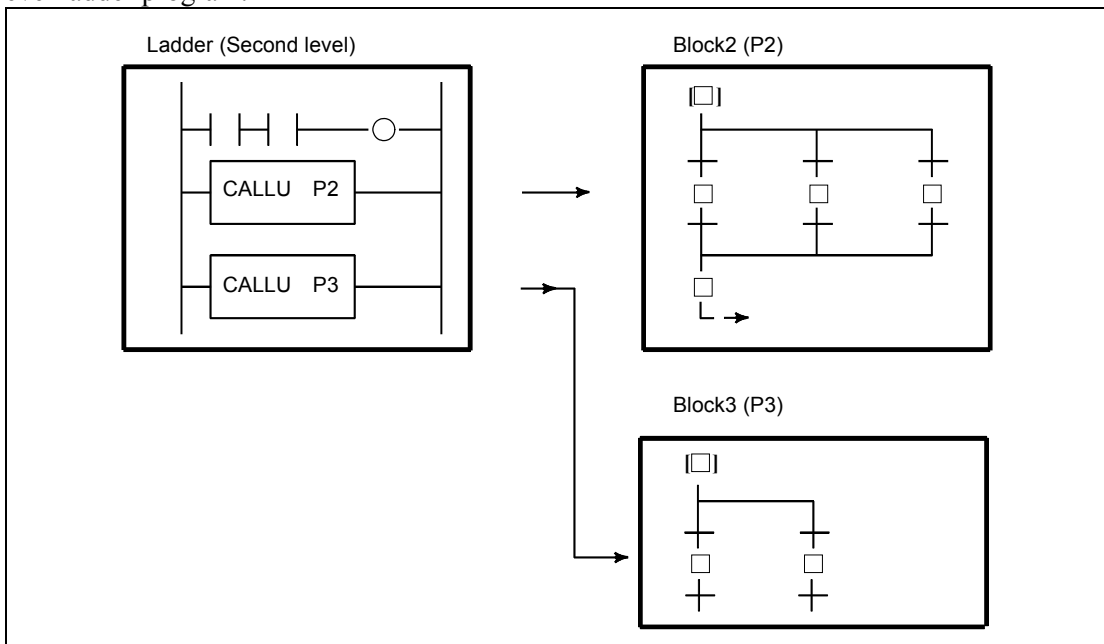 Ladder (Second level)
CALLU P2
CALLU P3
Block2 (P2)
Block3 (P3)